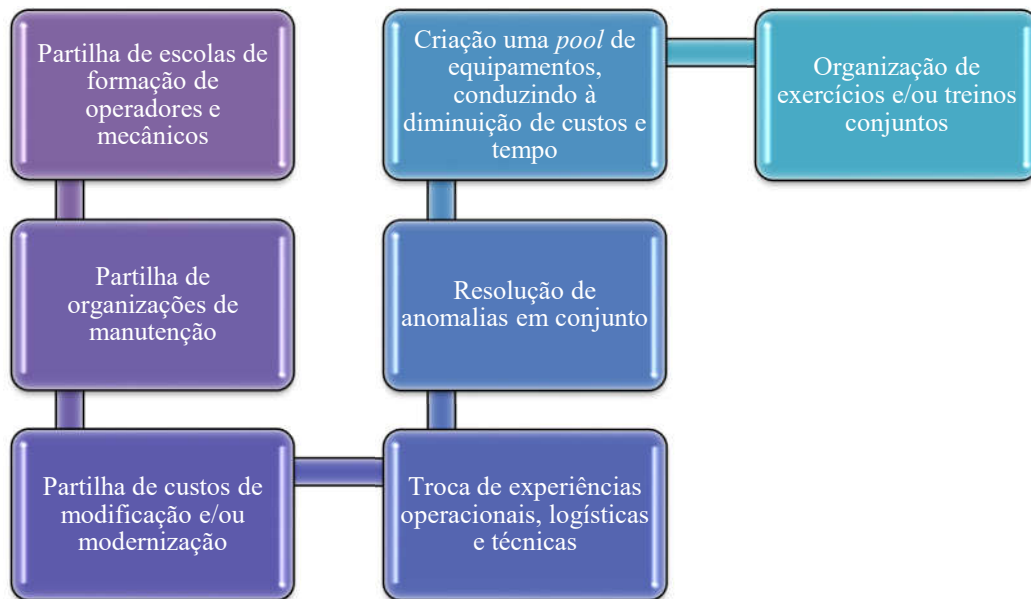 Partilha de escolas de
formação de
operadores e
mecânicos
Partilha de
organizações de
manutenção
Partilha de custos de
modificação e/ou
modernização
Troca de experiências
operacionais, logísticas
e técnicas
Resolução de
anomalias em conjunto
Criação uma pool de
equipamentos,
conduzindo à
diminuição de custos e
tempo
Organização de
exercícios e/ou treinos
conjuntos